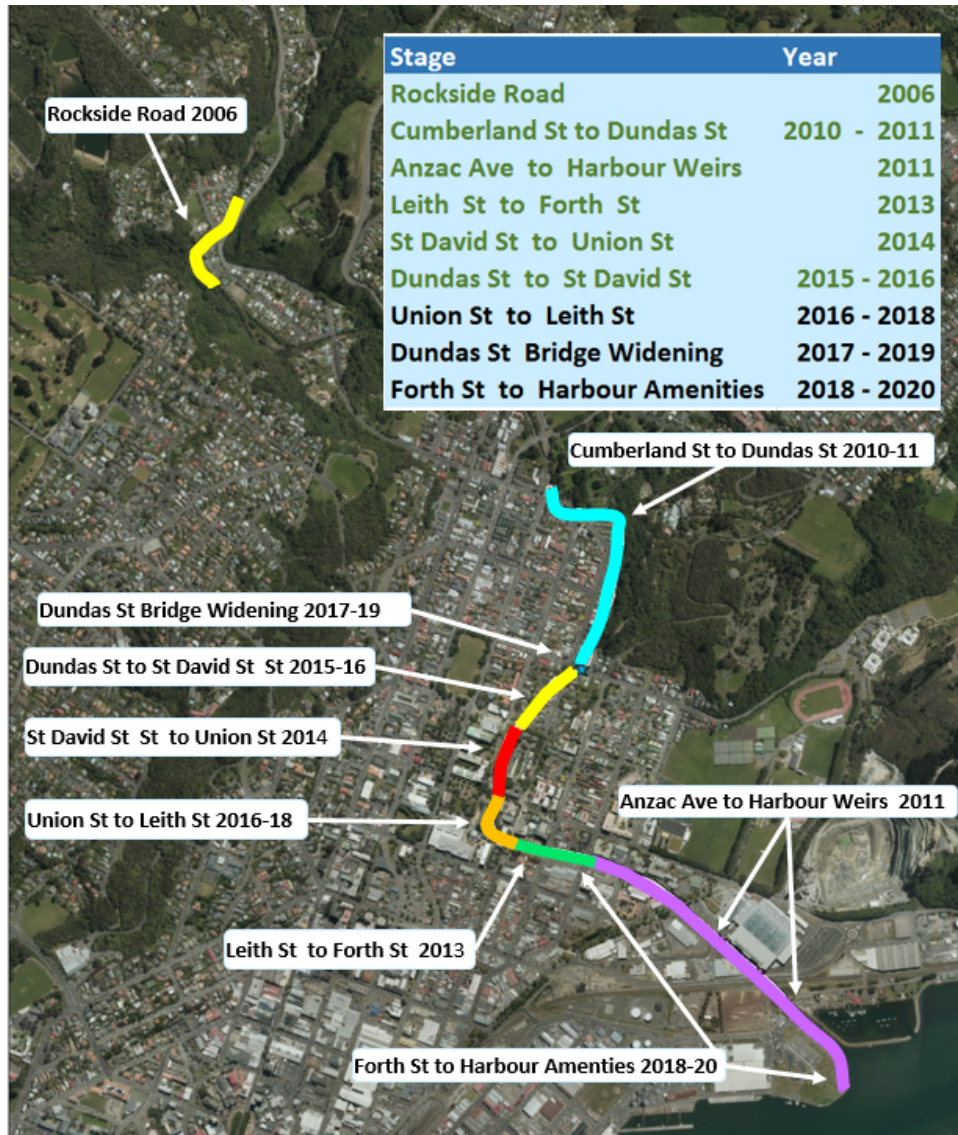 Stage Year
Rockside Road 2006
Cumberland St to Dundas St 2010 - 2011
Anzac Ave to Harbour Weirs 2011
Leith St to Forth St 2013
St David St to Union St 2014
Dundas St to St David St 2015 - 2016
Union St to Leith St 2016 - 2018
Dundas St Bridge Widening 2017 - 2019
Forth St to Harbour Amenities 2018 - 2020
Rockside Road 2006
Cumberland St to Dundas St 2010-11
Dundas St Bridge Widening 2017-19
Dundas St to St David St St 2015-16
St David St St to Union St 2014
Anzac Ave to Harbour Weirs 2011
Union St to Leith St 2016-18
Leith St to Forth St 2013
Forth St to Harbour Amenties 2018-20